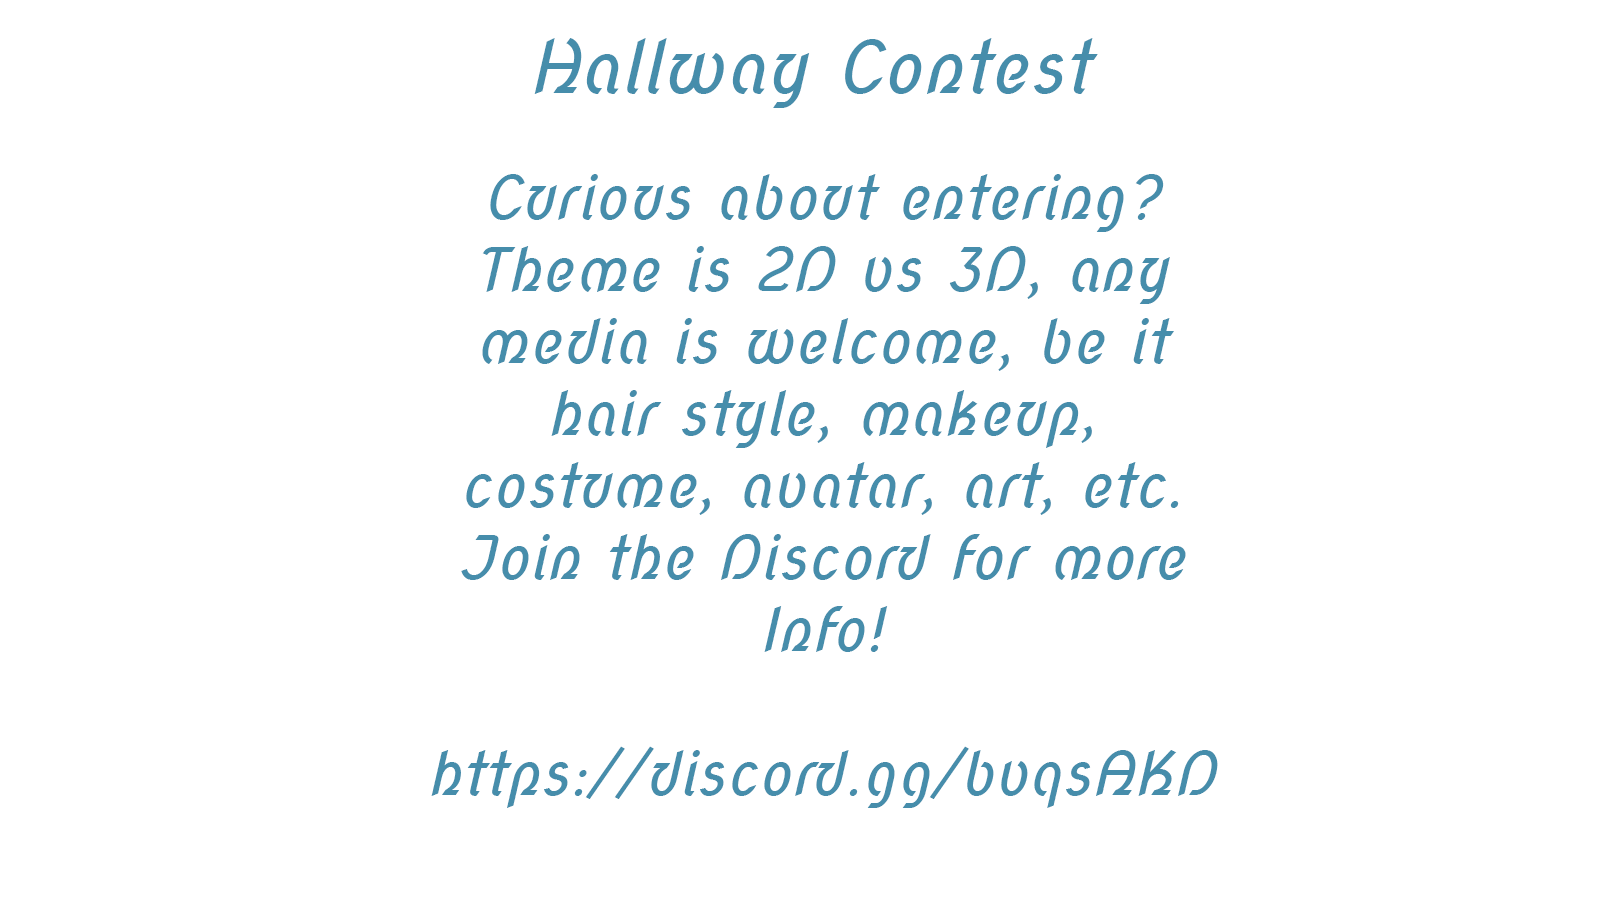 Hallway Contest
Curious about entering?
Theme is 2D vs 3D, any
media is welcome, be it
hair style, makeup,
costume, avatar, art, etc.
Join the Discord for more
Info!
https://discord.gg/bvqsAKD